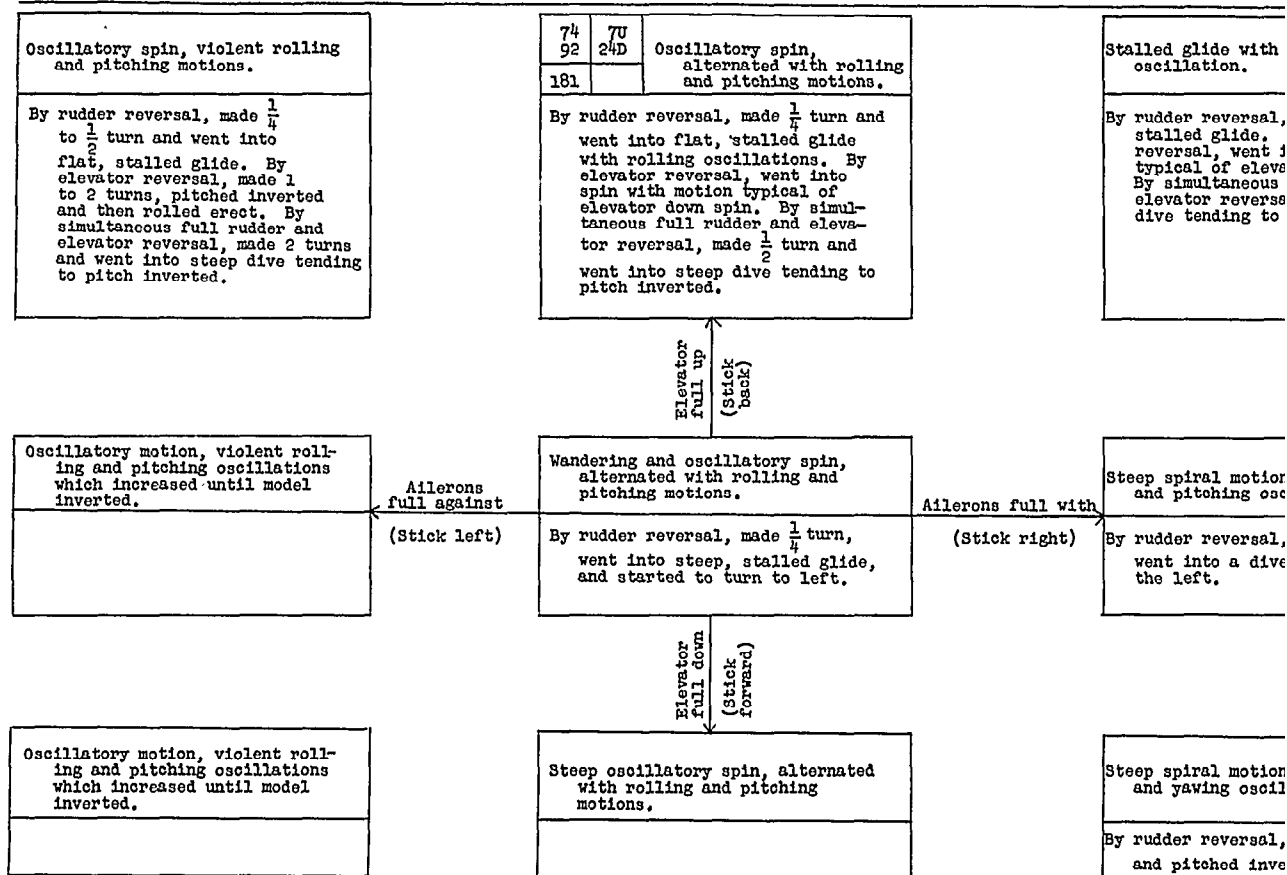 Oscillatory spin, violent rolling
and pitching motions.
By rudder reversal, made 1/4
to 1/2 turn and went into
flat, stalled glide. By
elevator reversal, made 1
to 2 turns, pitched inverted
and then rolled erect. By
simultaneous full rudder and
elevator reversal, made 2 turns
and went into steep dive tending
to pitch inverted.
74 7U
92 24D
181
Oscillatory spin,
alternated with rolling
and pitching motions.
By rudder reversal, made 1/4 turn and
went into flat, stalled glide
with rolling oscillations. By
elevator reversal, went into
spin with motion typical of
elevator down spin. By simul-
taneous full rudder and eleva-
tor reversal, made 1/2 turn and
went into steep dive tending to
pitch inverted.
Stalled glide with
oscillation.
By rudder reversal,
stalled glide.
reversal, went i
typical of eleva
By simultaneous
elevator reversa
dive tending to
Elevator
full up
(Stick
back)
Oscillatory motion, violent roll-
ing and pitching oscillations
which increased until model
inverted.
Ailerons
full against
(Stick left)
Wandering and oscillatory spin,
alternated with rolling and
pitching motions.
By rudder reversal, made 1/4 turn,
went into steep, stalled glide,
and started to turn to left.
Ailerons full with
(Stick right)
Steep spiral motion
and pitching osc
By rudder reversal,
went into a dive
the left.
Elevator
full down
(Stick
forward)
Oscillatory motion, violent roll-
ing and pitching oscillations
which increased until model
inverted.
Steep oscillatory spin, alternated
with rolling and pitching
motions.
Steep spiral motion
and yawing oscil
By rudder reversal,
and pitched inve